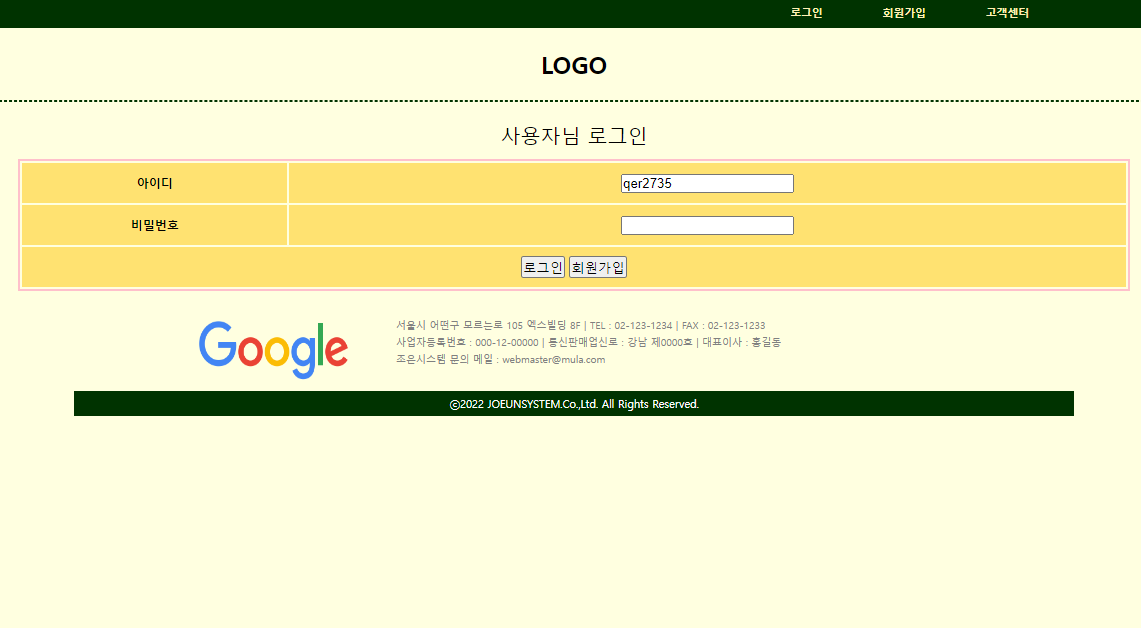 로그인 회원가입 고객센터
LOGO
사용자님 로그인
아이디 qer2735
비밀번호
로그인 회원가입
Google
서울시 어떤구 모르는로 105 엑스빌딩 8F | TEL : 02-123-1234 | FAX : 02-123-1233
사업자등록번호 : 000-12-00000 | 통신판매업신로 : 강남 제0000호 | 대표이사 : 홍길동
조은시스템 문의 메일 : webmaster@mula.com
©2022 JOEUNSYSTEM.Co.,Ltd. All Rights Reserved.